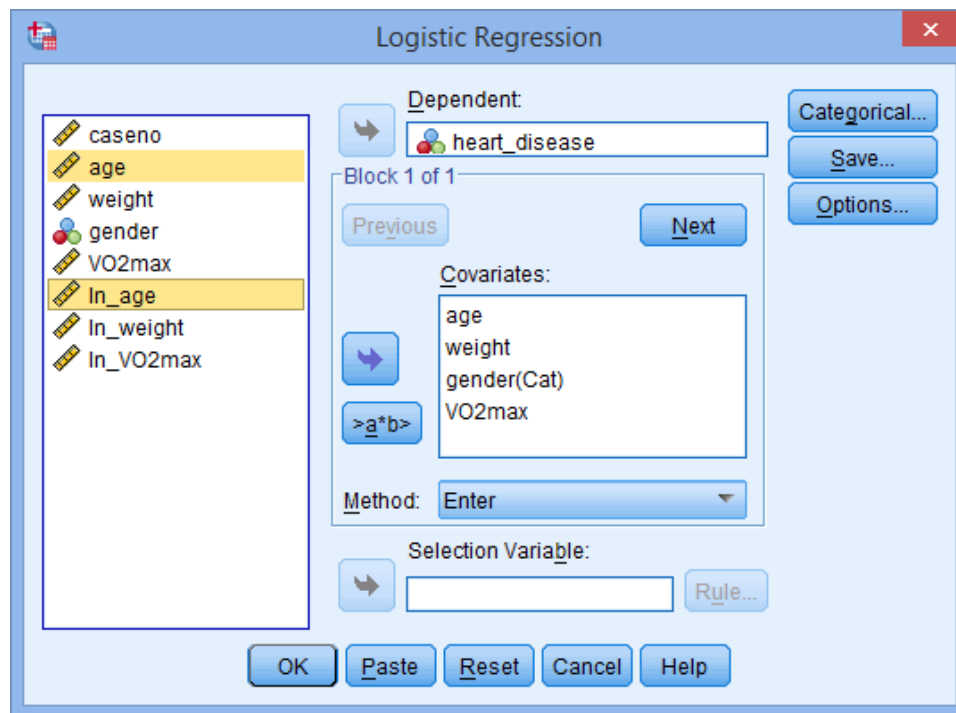 Logistic Regression
×
caseno
age
weight
gender
VO2max
ln_age
ln_weight
ln_VO2max
Dependent:
heart_disease
Block 1 of 1
Previous
Next
Covariates:
age
weight
gender(Cat)
VO2max
>a*b>
Method:
Enter
Selection Variable:
Rule...
Categorical...
Save...
Options...
OK
Paste
Reset
Cancel
Help